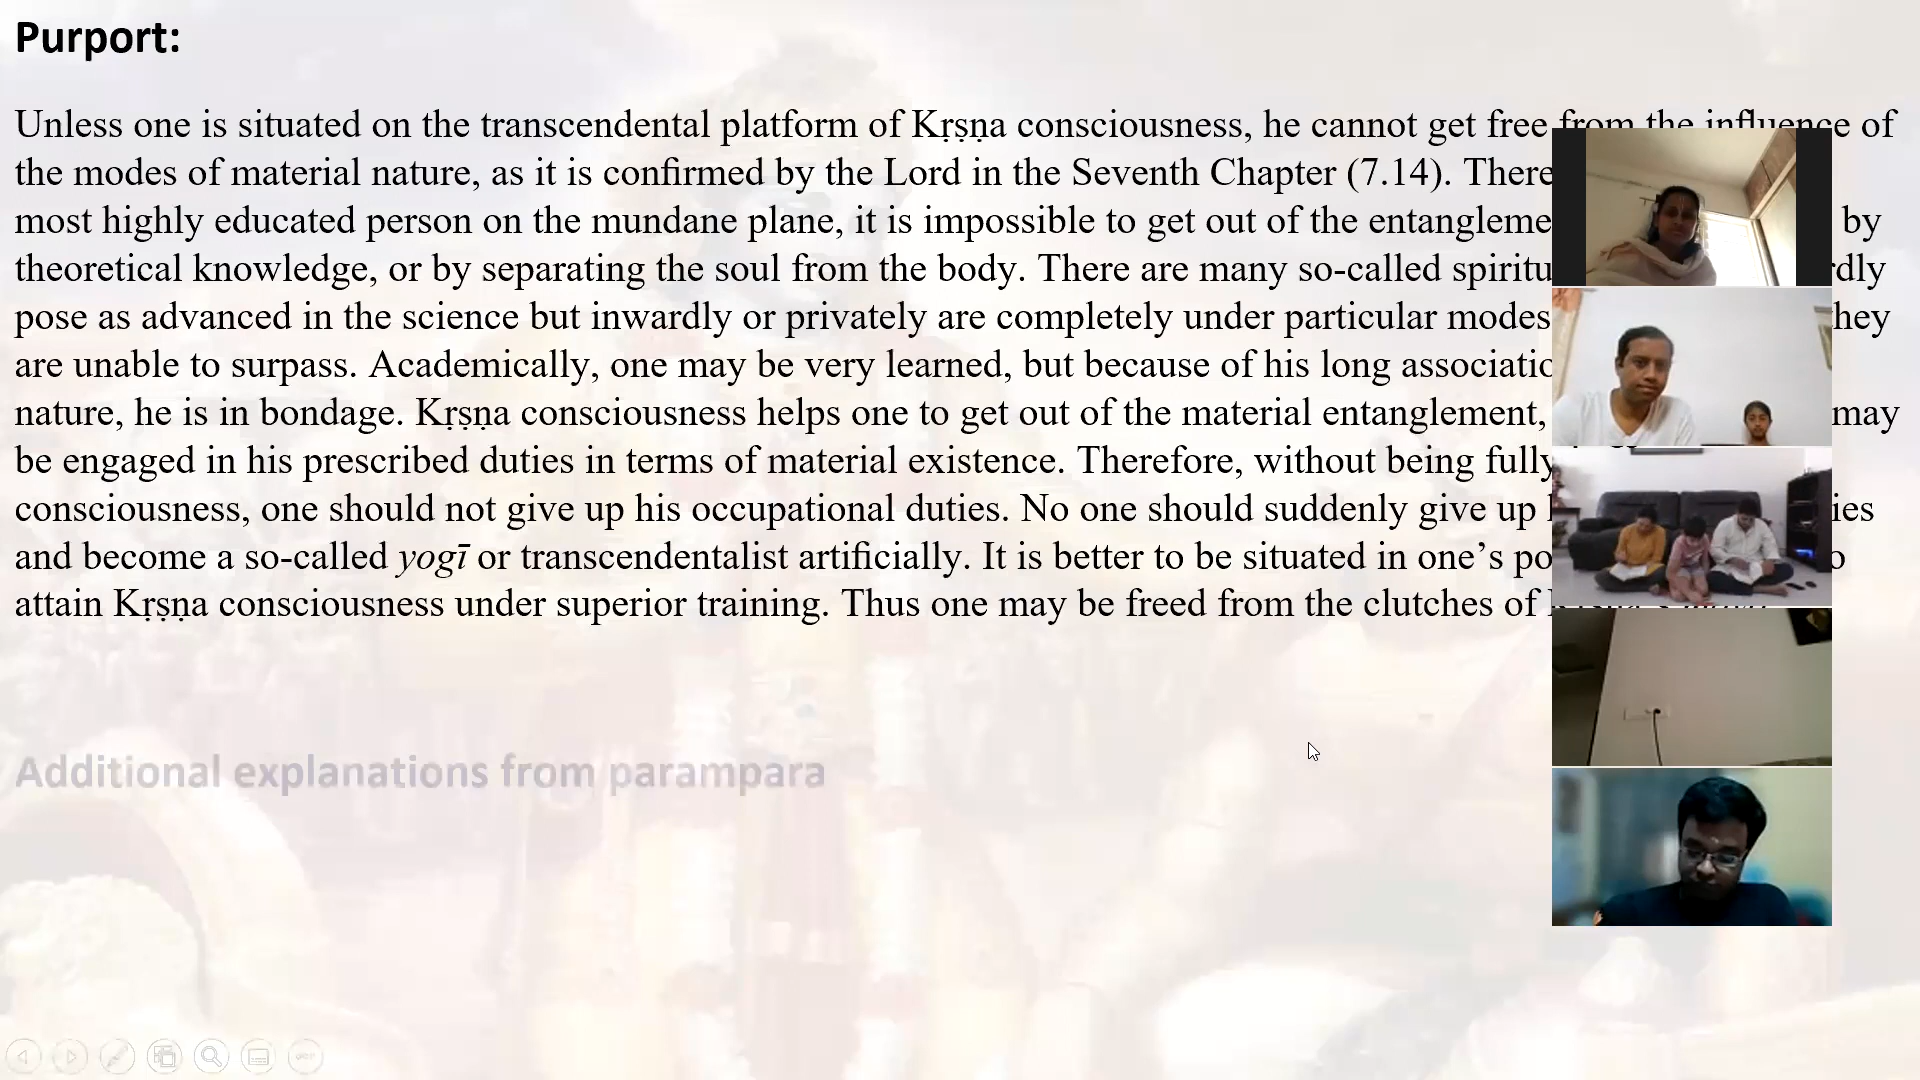 Purport:
Unless one is situated on the transcendental platform of Kṛṣṇa consciousness, he cannot get free from the influence of
the modes of material nature, as it is confirmed by the Lord in the Seventh Chapter (7.14). There
most highly educated person on the mundane plane, it is impossible to get out of the entangleme by
theoretical knowledge, or by separating the soul from the body. There are many so-called spiritu rdly
pose as advanced in the science but inwardly or privately are completely under particular modes hey
are unable to surpass. Academically, one may be very learned, but because of his long associatio
nature, he is in bondage. Kṛṣṇa consciousness helps one to get out of the material entanglement, may
be engaged in his prescribed duties in terms of material existence. Therefore, without being fully
consciousness, one should not give up his occupational duties. No one should suddenly give up ies
and become a so-called yogī or transcendentalist artificially. It is better to be situated in one’s po o
attain Kṛṣṇa consciousness under superior training. Thus one may be freed from the clutches of
Additional explanations from parampara